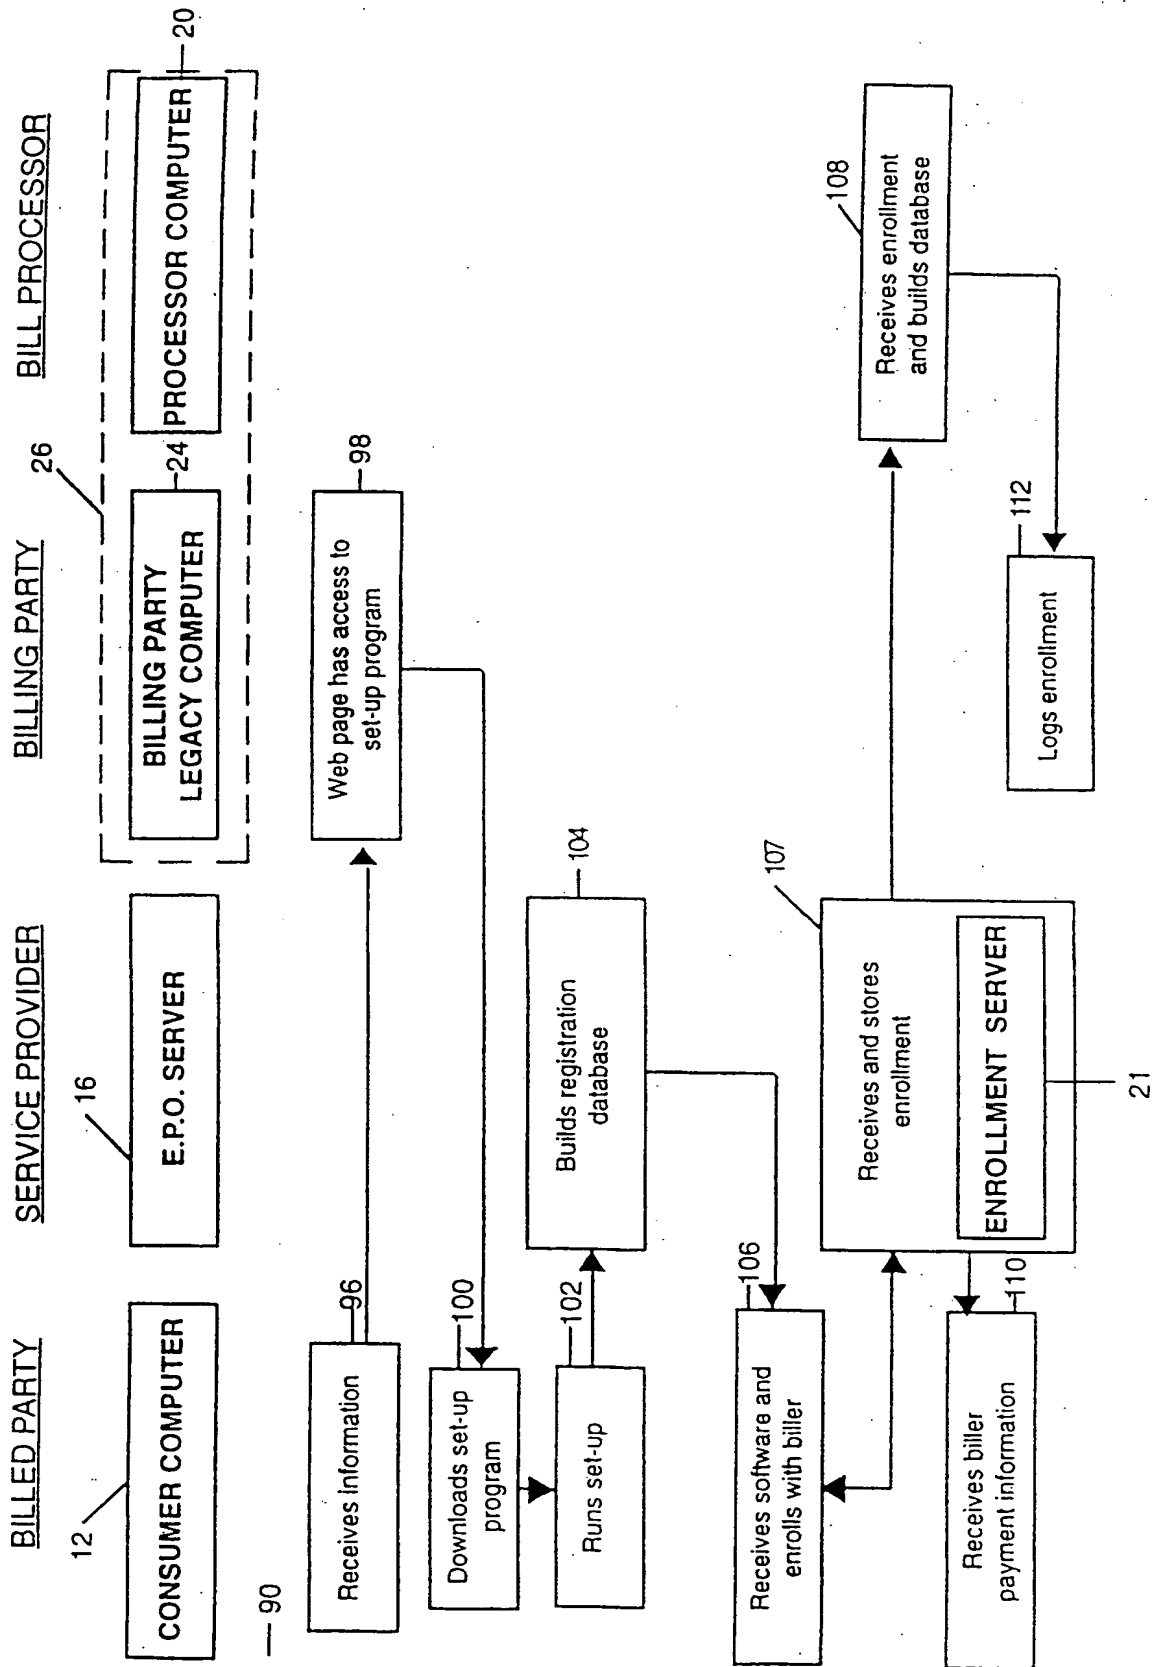 BILLED PARTY
SERVICE PROVIDER
BILLING PARTY
BILL PROCESSOR
12
16
26
CONSUMER COMPUTER
E.P.O. SERVER
BILLING PARTY
LEGACY COMPUTER
24
PROCESSOR COMPUTER
20
90
Receives Information
96
Web page has access to
set-up program
98
Downloads set-up
program
100
Runs set-up
102
Builds registration
database
104
Receives software and
enrolls with biller
106
Receives and stores
enrollment
107
ENROLLMENT SERVER
21
Receives enrollment
and builds database
108
Receives biller
payment information
110
Logs enrollment
112